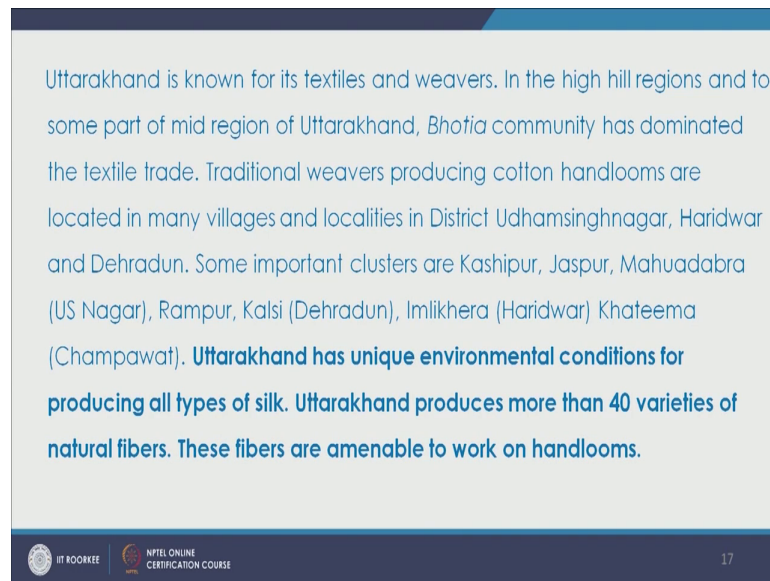 Uttarakhand is known for its textiles and weavers. In the high hill regions and to
some part of mid region of Uttarakhand, Bhotia community has dominated
the textile trade. Traditional weavers producing cotton handlooms are
located in many villages and localities in District Udhamsinghnagar, Haridwar
and Dehradun. Some important clusters are Kashipur, Jaspur, Mahuadabra
(US Nagar), Rampur, Kalsi (Dehradun), Imlikhera (Haridwar) Khateema
(Champawat). Uttarakhand has unique environmental conditions for
producing all types of silk. Uttarakhand produces more than 40 varieties of
natural fibers. These fibers are amenable to work on handlooms.
IIT ROORKEE
NPTEL ONLINE
CERTIFICATION COURSE
17